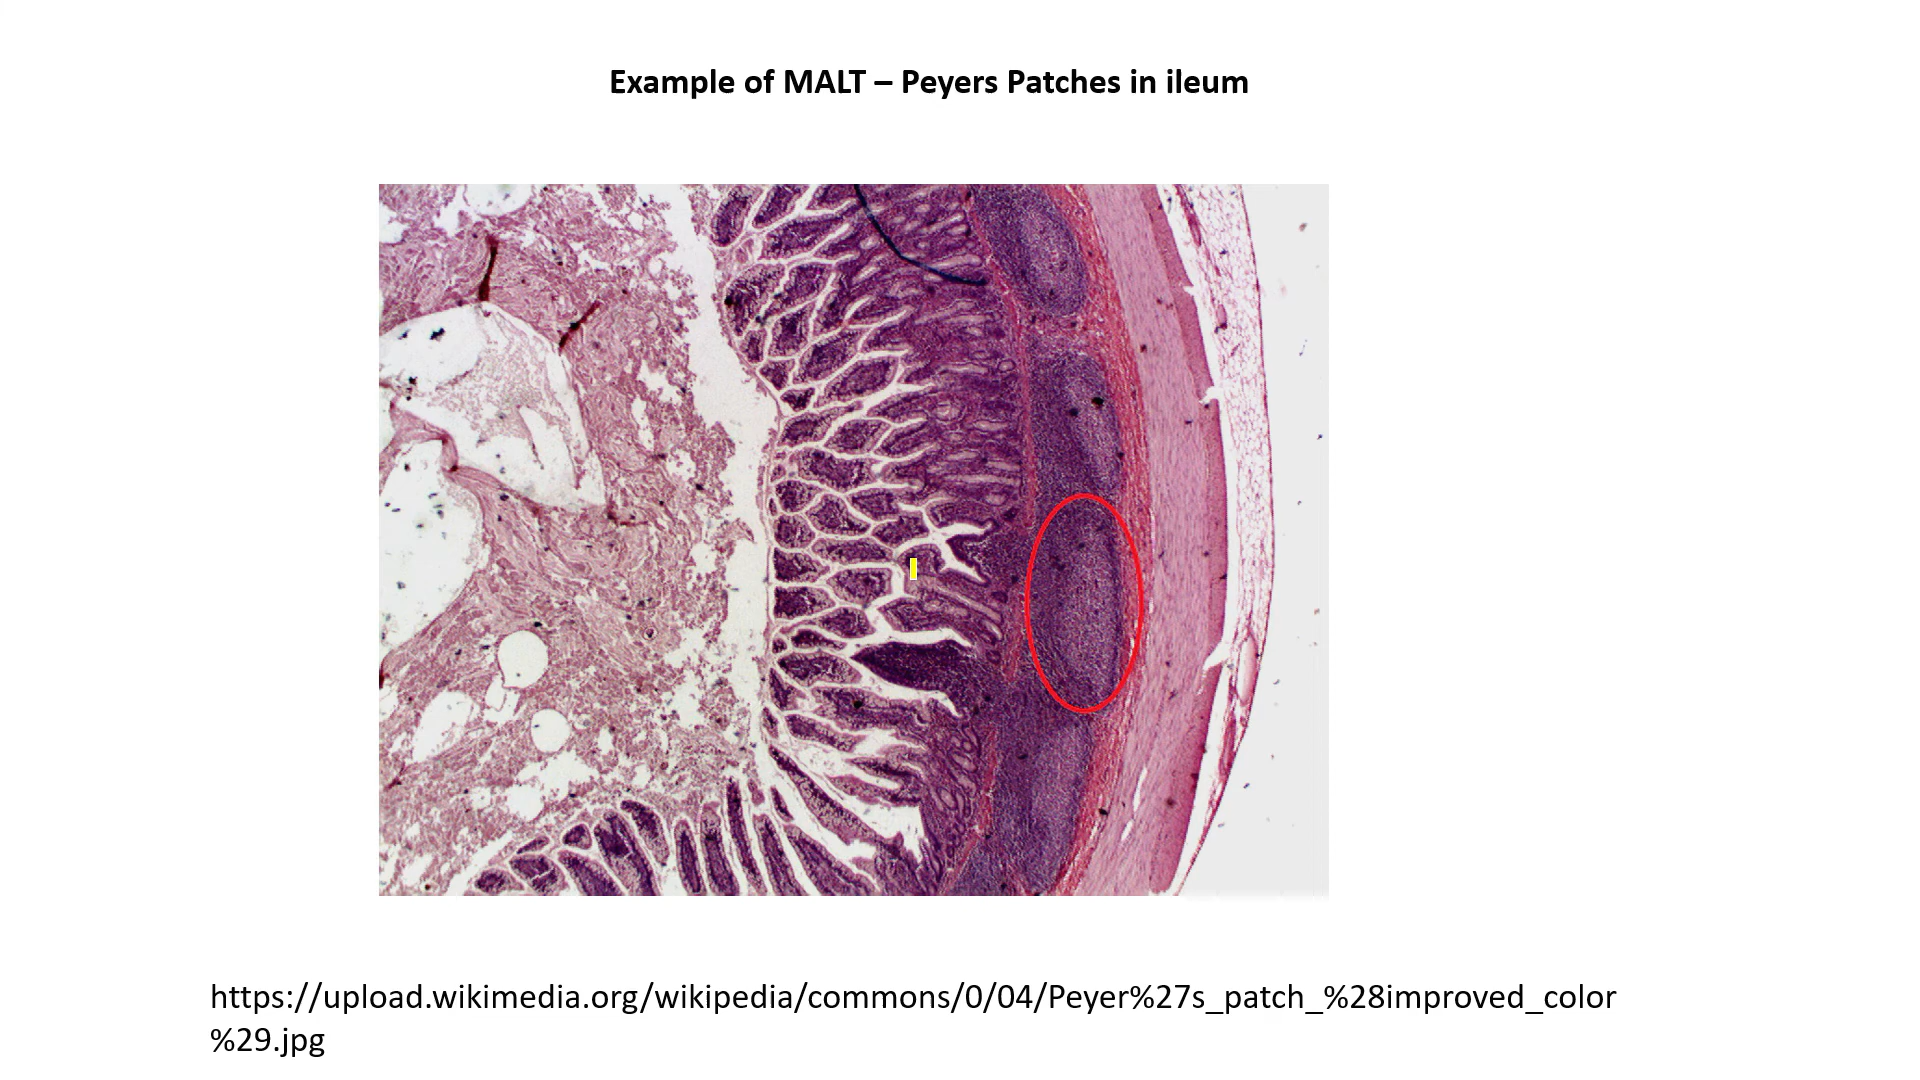 Example of MALT – Peyers Patches in ileum
https://upload.wikimedia.org/wikipedia/commons/0/04/Peyer%27s_patch_%28improved_color
%29.jpg